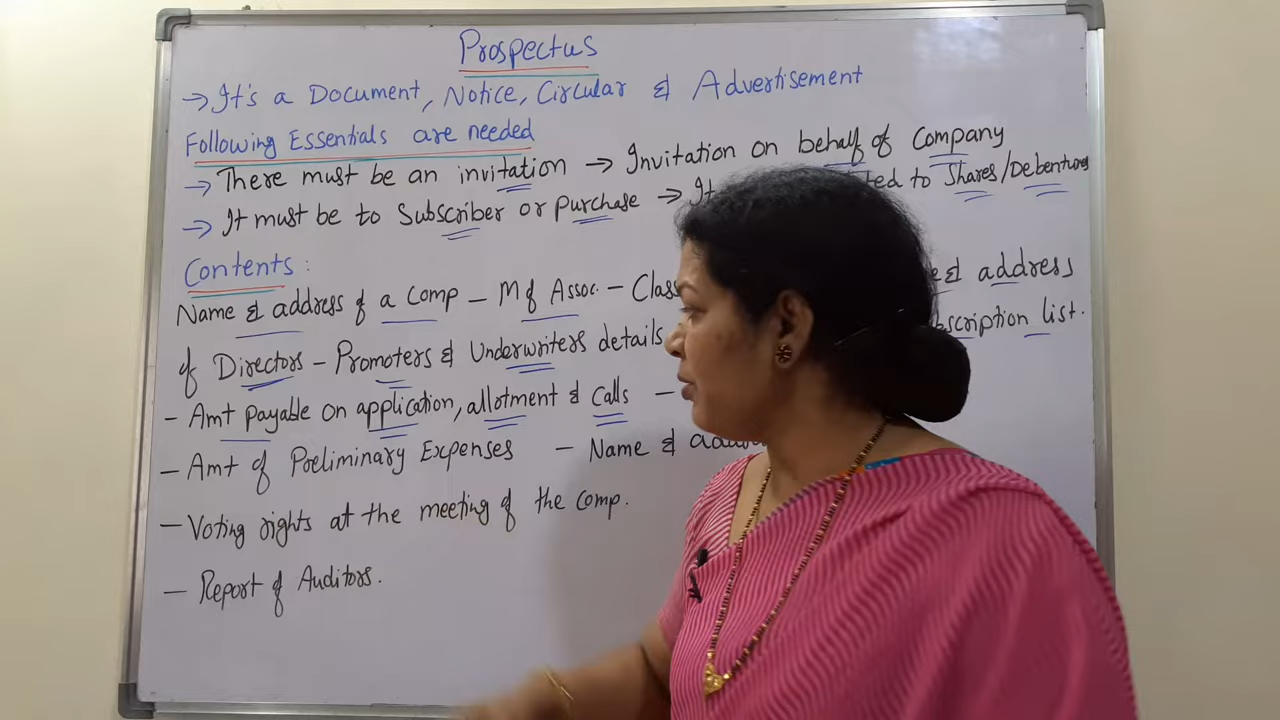 Prospectus
→ It's a Document, Notice, Circular & Advertisement
Following Essentials are needed
→ There must be an invitation → Invitation on behalf of Company
→ It must be to Subscriber or purchase → It to Shares/Debentures
Contents :
Name & address of a Comp – M of Assoc. – & address
of Directors – Promoters & Underwriters details list.
– Amt payable on application, allotment & calls –
– Amt of Preliminary Expenses – Name &
– Voting rights at the meeting of the Comp.
– Report of Auditors.